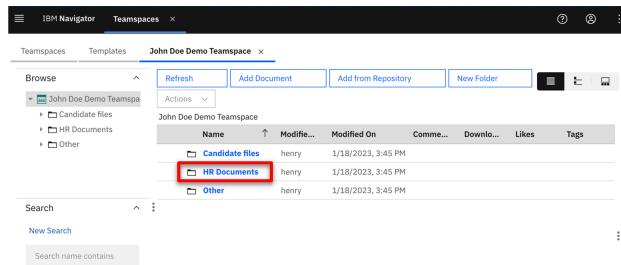 IBM Navigator Teamspaces ×
Teamspaces Templates John Doe Demo Teamspace ×
Browse
John Doe Demo Teamspa
Candidate files
HR Documents
Other
Search
New Search
Search name contains
Refresh Add Document Add from Repository New Folder
Actions
John Doe Demo Teamspace
Name ↑ Modifie... Modified On Comme... Downlo... Likes Tags
Candidate files henry 1/18/2023, 3:45 PM
HR Documents henry 1/18/2023, 3:45 PM
Other henry 1/18/2023, 3:45 PM